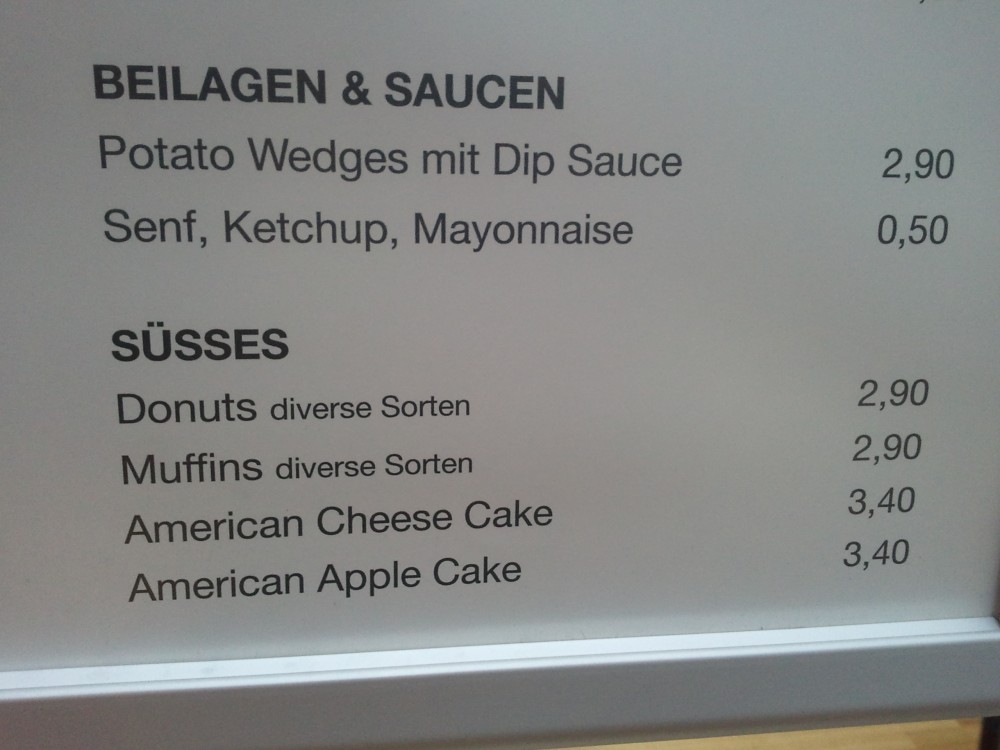 BEILAGEN & SAUCEN
Potato Wedges mit Dip Sauce 2,90
Senf, Ketchup, Mayonnaise 0,50
SÜSSES
Donuts diverse Sorten 2,90
Muffins diverse Sorten 2,90
American Cheese Cake 3,40
American Apple Cake 3,40